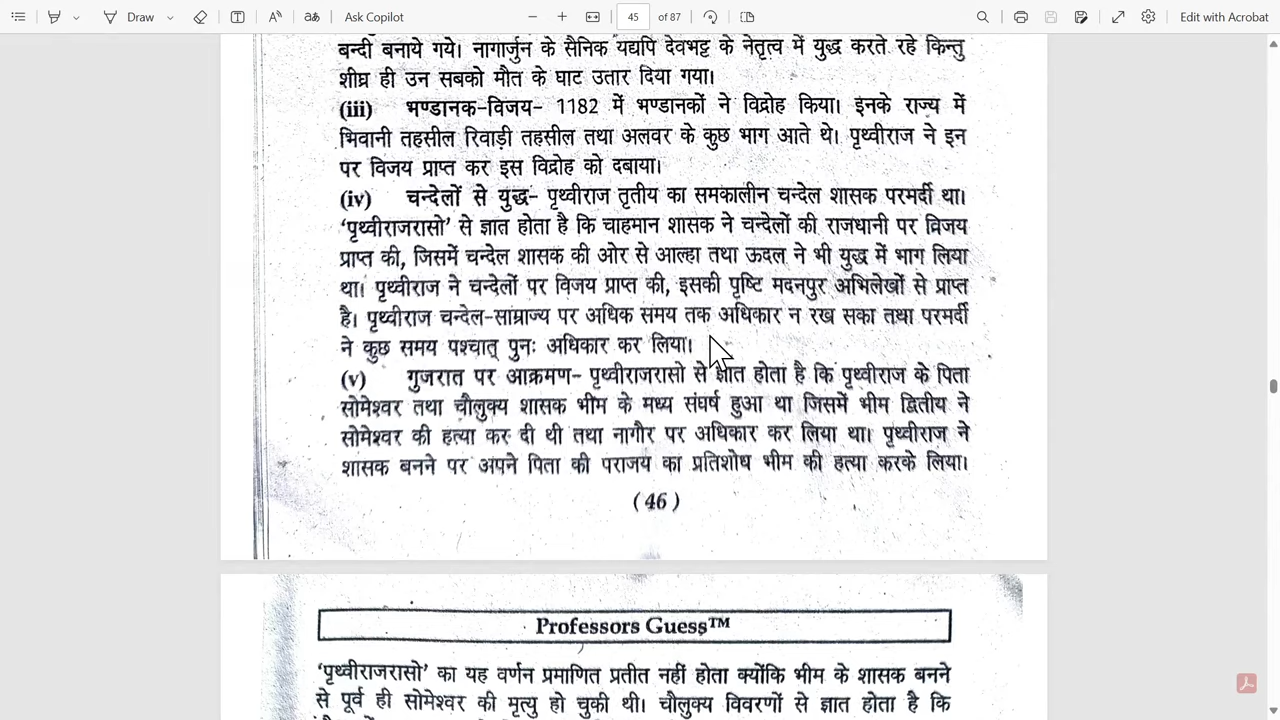 Draw
Ask Copilot
45 of 87
Edit with Acrobat
बन्दी बनाये गये। नागार्जुन के सैनिक यद्यपि देवभट्ट के नेतृत्व में युद्ध करते रहे किन्तु
शीघ्र ही उन सबको मौत के घाट उतार दिया गया।
(iii) भण्डानक-विजय- 1182 में भण्डानकों ने विद्रोह किया। इनके राज्य में
भिवानी तहसील रिवाड़ी तहसील तथा अलवर के कुछ भाग आते थे। पृथ्वीराज ने इन
पर विजय प्राप्त कर इस विद्रोह को दबाया।
(iv) चन्देलों से युद्ध- पृथ्वीराज तृतीय का समकालीन चन्देल शासक परमर्दी था।
'पृथ्वीराजरासो' से ज्ञात होता है कि चाहमान शासक ने चन्देलों की राजधानी पर विजय
प्राप्त की, जिसमें चन्देल शासक की ओर से आल्हा तथा ऊदल ने भी युद्ध में भाग लिया
था। पृथ्वीराज ने चन्देलों पर विजय प्राप्त की, इसकी पृष्टि मदनपुर अभिलेखों से प्राप्त
है। पृथ्वीराज चन्देल-साम्राज्य पर अधिक समय तक अधिकार न रख सका तथा परमर्दी
ने कुछ समय पश्चात् पुनः अधिकार कर लिया।
(v) गुजरात पर आक्रमण- पृथ्वीराजरासो से ज्ञात होता है कि पृथ्वीराज के पिता
सोमेश्वर तथा चौलुक्य शासक भीम के मध्य संघर्ष हुआ था जिसमें भीम द्वितीय ने
सोमेश्वर की हत्या कर दी थी तथा नागौर पर अधिकार कर लिया था। पृथ्वीराज ने
शासक बनने पर अपने पिता की पराजय का प्रतिशोध भीम की हत्या करके लिया।
(46)
Professors Guess™
'पृथ्वीराजरासो' का यह वर्णन प्रमाणित प्रतीत नहीं होता क्योंकि भीम के शासक बनने
से पूर्व ही सोमेश्वर की मृत्यु हो चुकी थी। चौलुक्य विवरणों से ज्ञात होता है कि